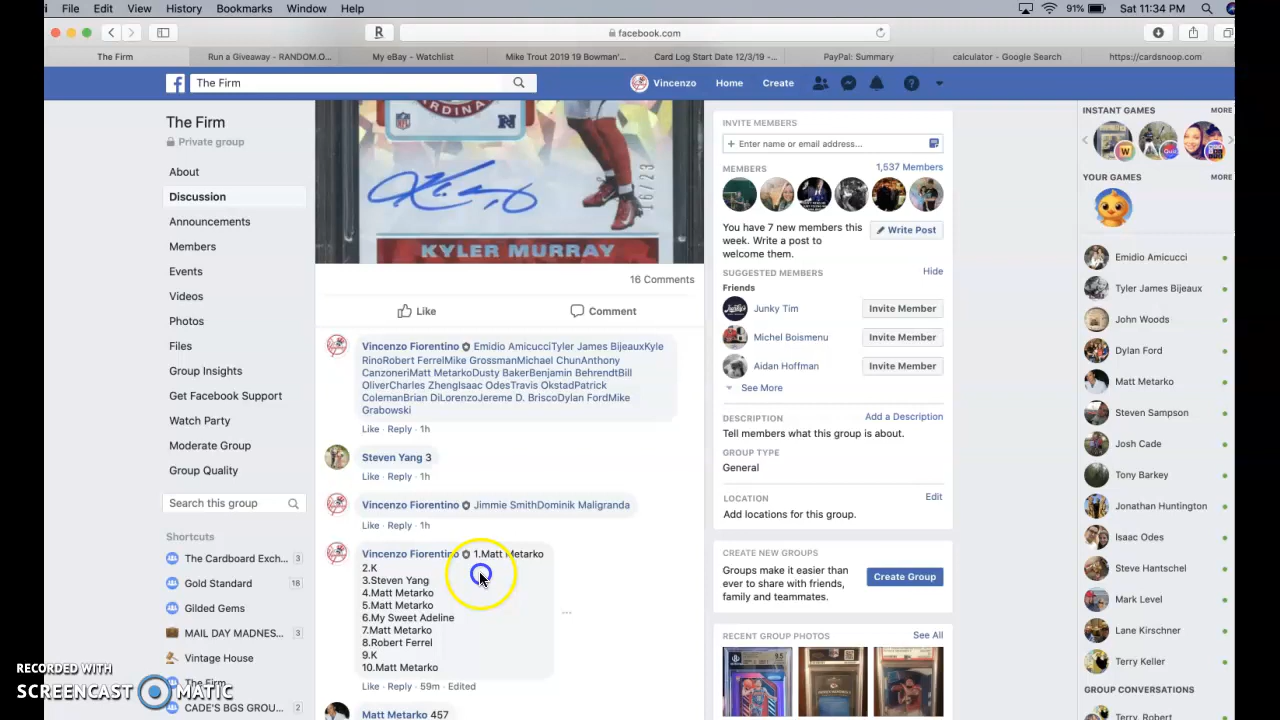 File Edit View History Bookmarks Window Help 91% Sat 11:34 PM
facebook.com
The Firm Run a Giveaway - RANDOM.O... My eBay - Watchlist Mike Trout 2019 19 Bowman'... Card Log Start Date 12/3/19 -... PayPal: Summary calculator - Google Search https://cardsnoop.com/
The Firm Vincenzo Home Create
The Firm
Private group
About
Discussion
Announcements
Members
Events
Videos
Photos
Files
Group Insights
Get Facebook Support
Watch Party
Moderate Group
Group Quality
Search this group
Shortcuts
The Cardboard Exch... 3
Gold Standard 18
Gilded Gems
MAIL DAY MADNES... 3
Vintage House
The Firm
CADE'S BGS GROU...
RECORDED WITH
SCREENCAST MATIC
CARDINALS
NFL
16/23
KYLER MURRAY
16 Comments
Like Comment
Vincenzo Fiorentino Emidio AmicucciTyler James BijeauxKyle
RinoRobert FerrelMike GrossmanMichael ChunAnthony
CanzoneriMatt MetarkoDusty BakerBenjamin BehrendtBill
OliverCharles ZhengIsaac OdesTravis OkstadPatrick
ColemanBrian DiLorenzoJereme D. BriscoDylan FordMike
Grabowski
Like · Reply · 1h
Steven Yang 3
Like · Reply · 1h
Vincenzo Fiorentino Jimmie SmithDominik Maligranda
Like · Reply · 1h
Vincenzo Fiorentino 1.Matt Metarko
2.K
3.Steven Yang
4.Matt Metarko
5.Matt Metarko
6.My Sweet Adeline
7.Matt Metarko
8.Robert Ferrel
9.K
10.Matt Metarko
Like · Reply · 59m · Edited
Matt Metarko 457
INVITE MEMBERS
+ Enter name or email address...
MEMBERS 1,537 Members
You have 7 new members this
week. Write a post to
welcome them.
Write Post
SUGGESTED MEMBERS Hide
Friends
Junky Tim Invite Member
Michel Boismenu Invite Member
Aidan Hoffman Invite Member
See More
DESCRIPTION Add a Description
Tell members what this group is about.
GROUP TYPE
General
LOCATION Edit
Add locations for this group.
CREATE NEW GROUPS
Groups make it easier than
ever to share with friends,
family and teammates.
Create Group
RECENT GROUP PHOTOS See All
INSTANT GAMES MORE
YOUR GAMES MORE
Emidio Amicucci
Tyler James Bijeaux
John Woods
Dylan Ford
Matt Metarko
Steven Sampson
Josh Cade
Tony Barkey
Jonathan Huntington
Isaac Odes
Steve Hantschel
Mark Level
Lane Kirschner
Terry Keller
GROUP CONVERSATIONS
Terry, Robert